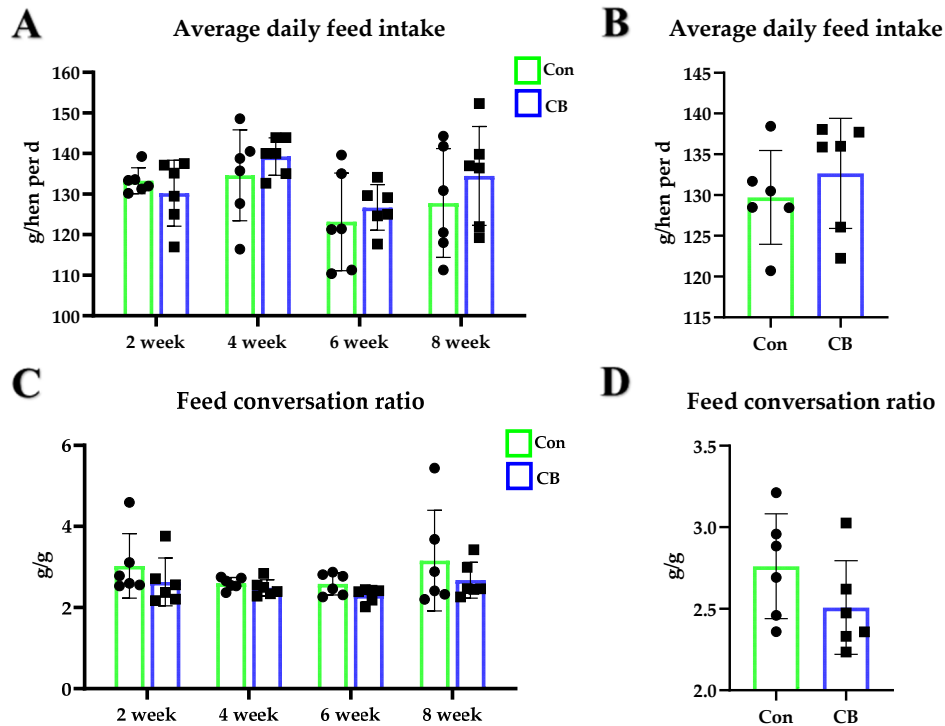 A
Average daily feed intake
g/hen per d
160
150
140
130
120
110
100
2 week
4 week
6 week
8 week
Con
CB
B
Average daily feed intake
g/hen per d
145
140
135
130
125
120
115
Con
CB
C
Feed conversation ratio
g/g
6
4
2
0
2 week
4 week
6 week
8 week
Con
CB
D
Feed conversation ratio
g/g
3.5
3.0
2.5
2.0
Con
CB